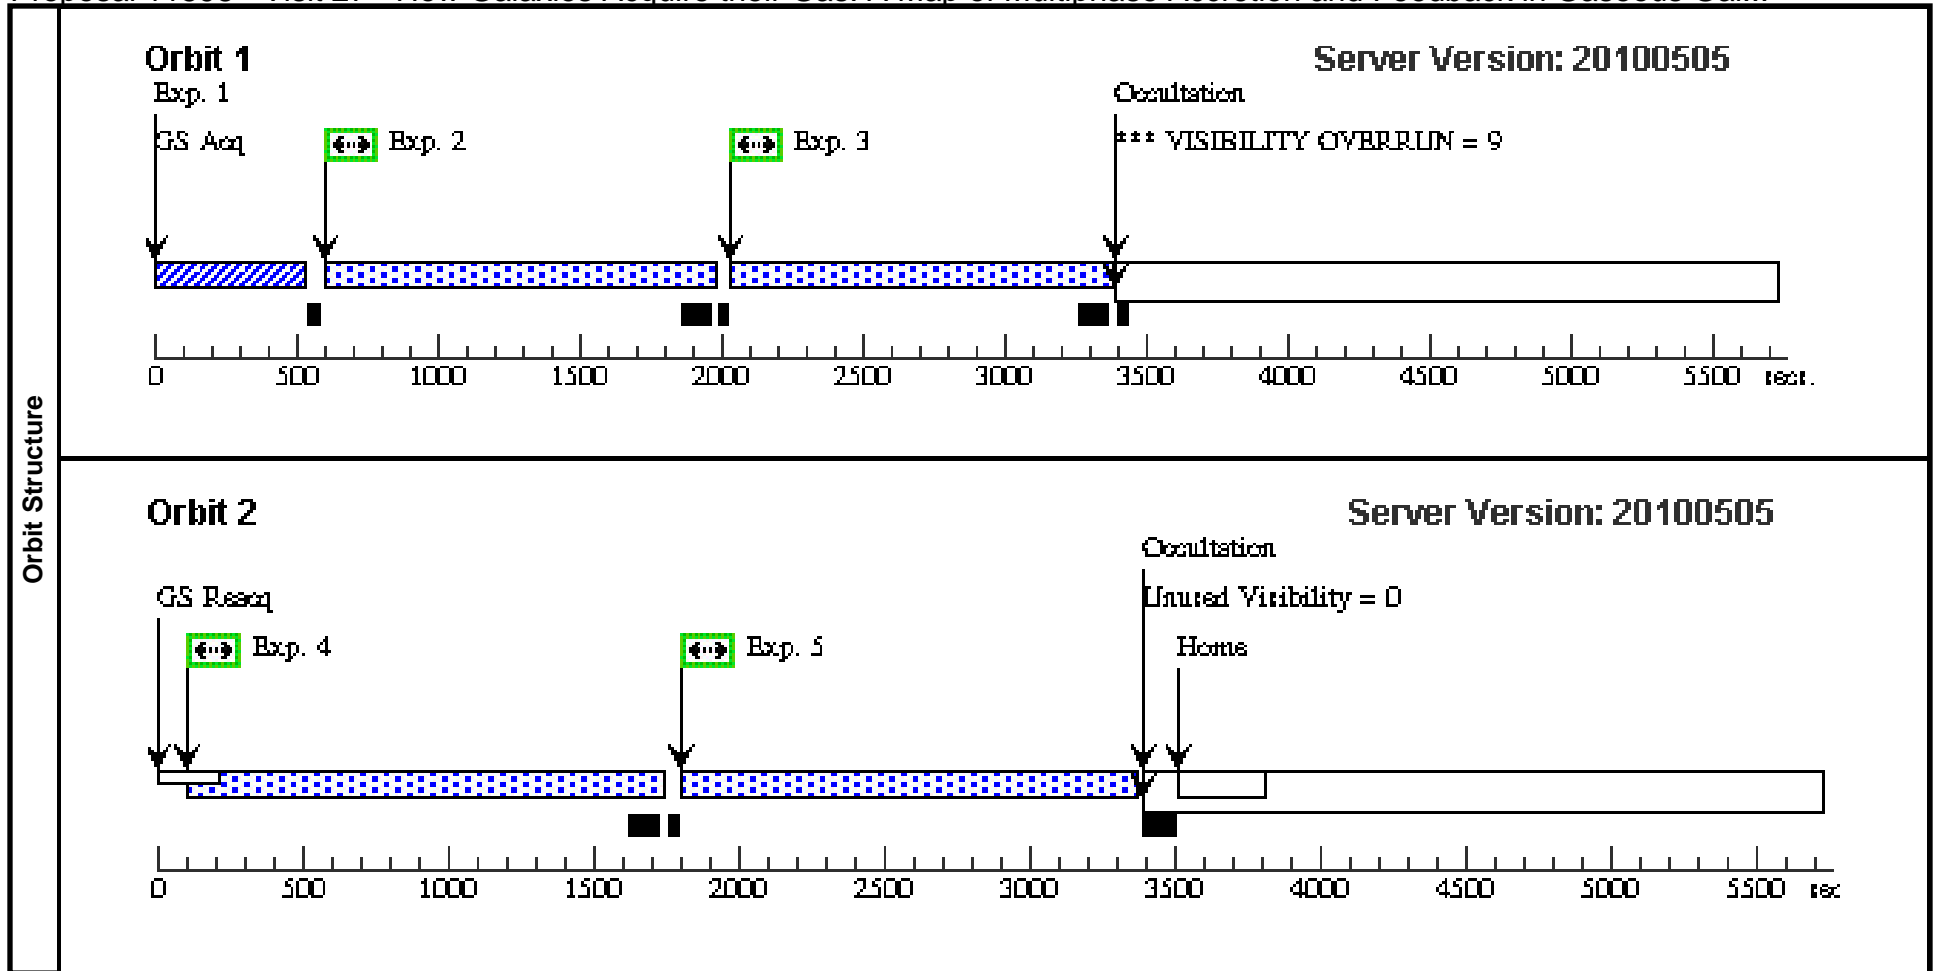 Orbit Structure
Orbit 1
Server Version: 20100505
Exp. 1
Occultation
GS Acq
Exp. 2
Exp. 3
*** VISIBILITY OVERRUN = 9
0 500 1000 1500 2000 2500 3000 3500 4000 4500 5000 5500 secs.
Orbit 2
Server Version: 20100505
Occultation
GS Reacq
Unused Visibility = 0
Exp. 4
Exp. 5
Home
0 500 1000 1500 2000 2500 3000 3500 4000 4500 5000 5500 sec